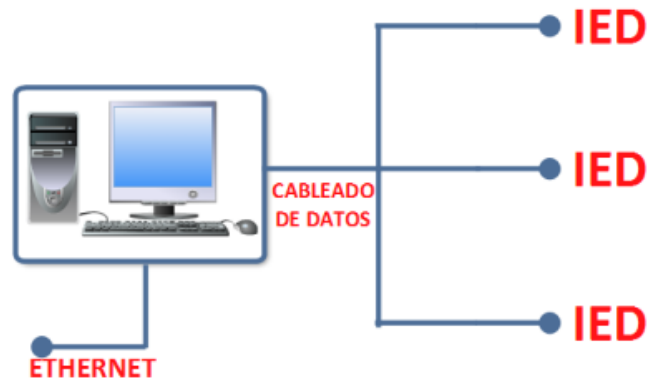 IED
IED
CABLEADO
DE DATOS
IED
ETHERNET